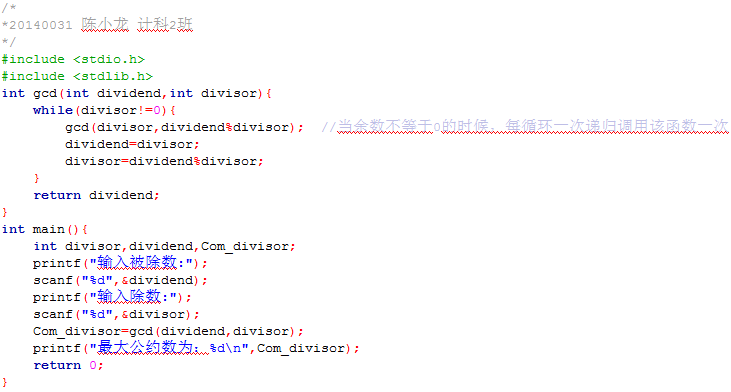 /*
*20140031 陈小龙 计科2班
*/
#include <stdio.h>
#include <stdlib.h>
int gcd(int dividend,int divisor){
    while(divisor!=0){
        gcd(divisor,dividend%divisor);  //当余数不等于0的时候，每循环一次递归调用该函数一次
        dividend=divisor;
        divisor=dividend%divisor;
    }
    return dividend;
}
int main(){
    int divisor,dividend,Com_divisor;
    printf("输入被除数:");
    scanf("%d",&dividend);
    printf("输入除数:");
    scanf("%d",&divisor);
    Com_divisor=gcd(dividend,divisor);
    printf("最大公约数为：%d\n",Com_divisor);
    return 0;
}